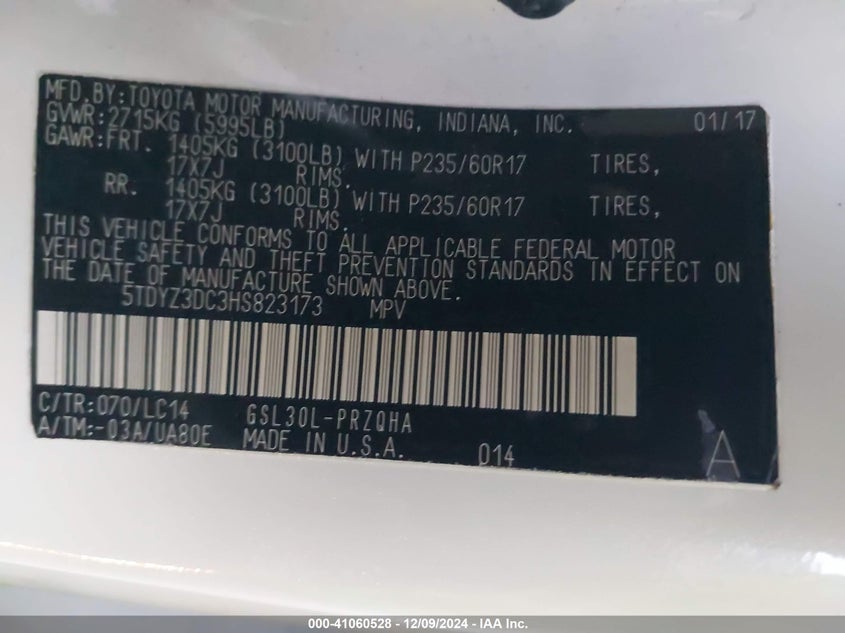 MFD.BY:TOYOTA MOTOR MANUFACTURING, INDIANA, INC. 01/17
GVWR:2715KG (5995LB)
GAWR:FRT. 1405KG (3100LB) WITH P235/60R17 TIRES,
17X7J RIMS.
RR. 1405KG (3100LB) WITH P235/60R17 TIRES,
17X7J RIMS.
THIS VEHICLE CONFORMS TO ALL APPLICABLE FEDERAL MOTOR
VEHICLE SAFETY AND THEFT PREVENTION STANDARDS IN EFFECT ON
THE DATE OF MANUFACTURE SHOWN ABOVE.
5TDYZ3DC3HS823173 MPV
C/TR:070/LC14 GSL30L-PRZQHA
A/TM:-03A/UA80E MADE IN U.S.A. 014 A
000-41060528 - 12/09/2024 - IAA Inc.